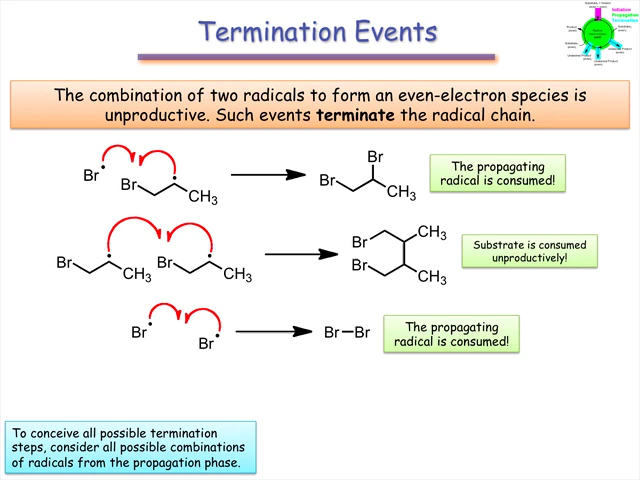 Termination Events
Initiation
Propagation
Termination
The combination of two radicals to form an even-electron species is
unproductive. Such events terminate the radical chain.
Br
Br
CH3
Br
Br
CH3
The propagating
radical is consumed!
Br
CH3
Br
CH3
Br
CH3
Br
CH3
Substrate is consumed
unproductively!
Br
Br
Br–Br
The propagating
radical is consumed!
To conceive all possible termination
steps, consider all possible combinations
of radicals from the propagation phase.